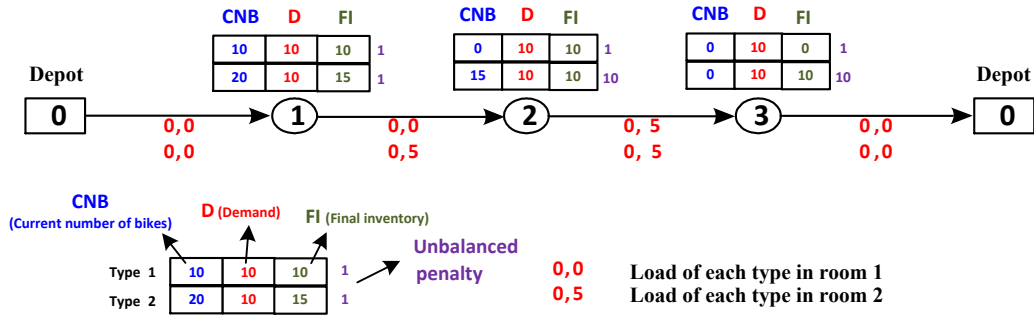 CNB D FI CNB D FI CNB D FI
10 10 10 1 0 10 10 1 0 10 0 1
20 10 15 1 15 10 10 10 0 10 10 10
Depot Depot
0 1 2 3 0
0,0 0,0 0, 5 0,0
0,0 0,5 0, 5 0,0
CNB
(Current number of bikes)
D (Demand)
FI (Final inventory)
Unbalanced
penalty
Type 1 10 10 10 1
Type 2 20 10 15 1
0,0 Load of each type in room 1
0,5 Load of each type in room 2